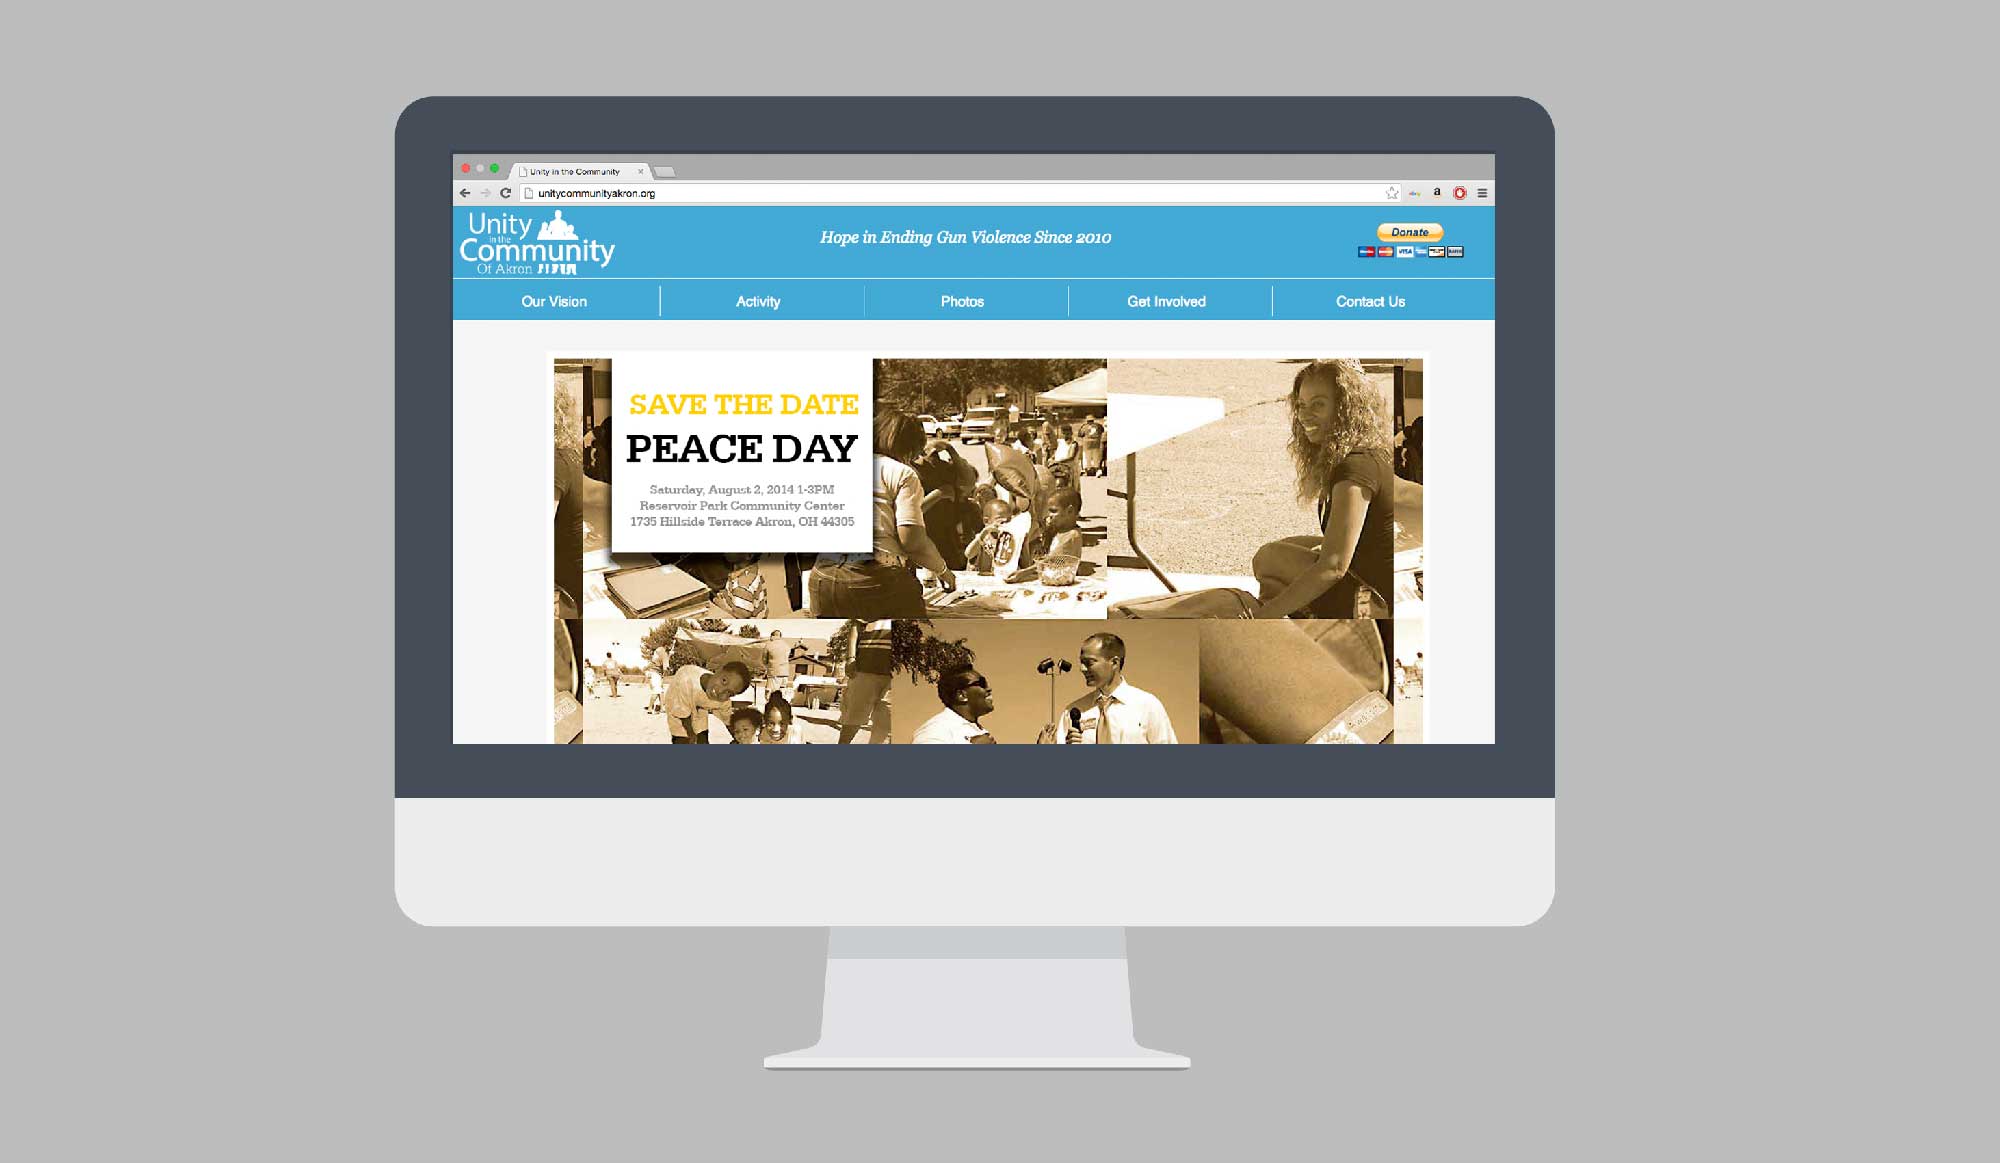 Unity in the Community
unitycommunityakron.org
a
Unity
in the
Community
Of Akron
Hope in Ending Gun Violence Since 2010
Donate
VISA
Our Vision
Activity
Photos
Get Involved
Contact Us
SAVE THE DATE
PEACE DAY
Saturday, August 2, 2014 1-3PM
Reservoir Park Community Center
1735 Hillside Terrace Akron, OH 44305